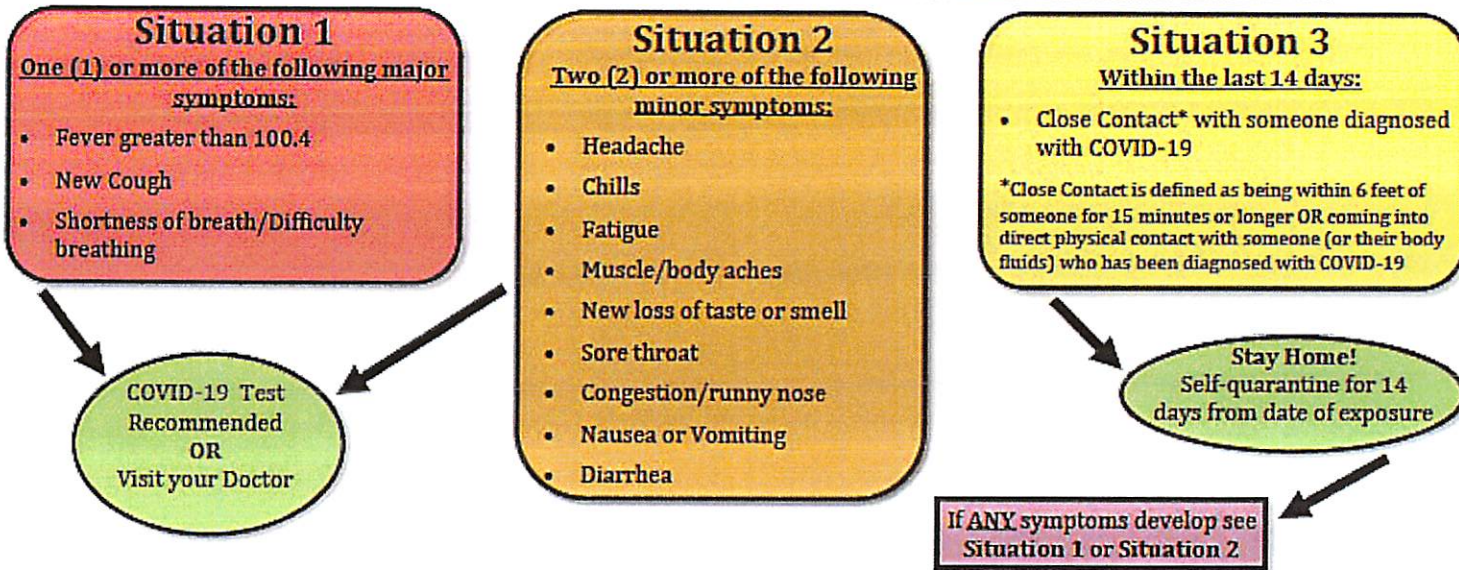 Situation 1
One (1) or more of the following major
symptoms:
• Fever greater than 100.4
• New Cough
• Shortness of breath/Difficulty
breathing
COVID-19 Test
Recommended
OR
Visit your Doctor
Situation 2
Two (2) or more of the following
minor symptoms:
• Headache
• Chills
• Fatigue
• Muscle/body aches
• New loss of taste or smell
• Sore throat
• Congestion/runny nose
• Nausea or Vomiting
• Diarrhea
Situation 3
Within the last 14 days:
• Close Contact* with someone diagnosed
with COVID-19
*Close Contact is defined as being within 6 feet of
someone for 15 minutes or longer OR coming into
direct physical contact with someone (or their body
fluids) who has been diagnosed with COVID-19
Stay Home!
Self-quarantine for 14
days from date of exposure
If ANY symptoms develop see
Situation 1 or Situation 2